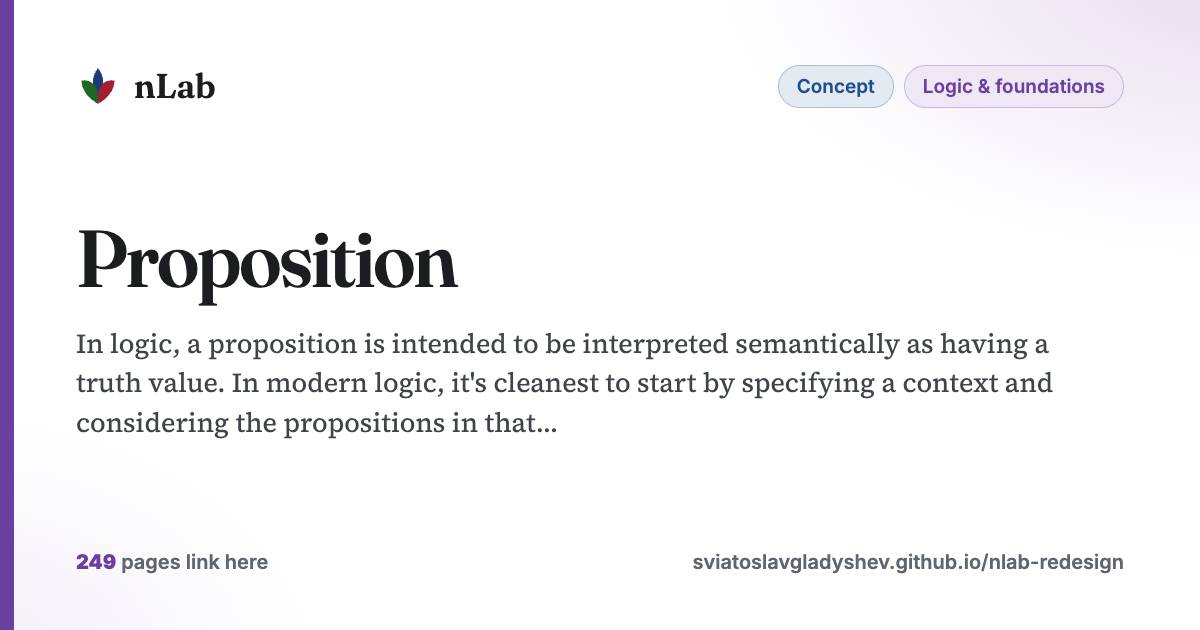 nLab
Concept
Logic & foundations
Proposition
In logic, a proposition is intended to be interpreted semantically as having a
truth value. In modern logic, it's cleanest to start by specifying a context and
considering the propositions in that...
249 pages link here
sviatoslavgladyshev.github.io/nlab-redesign